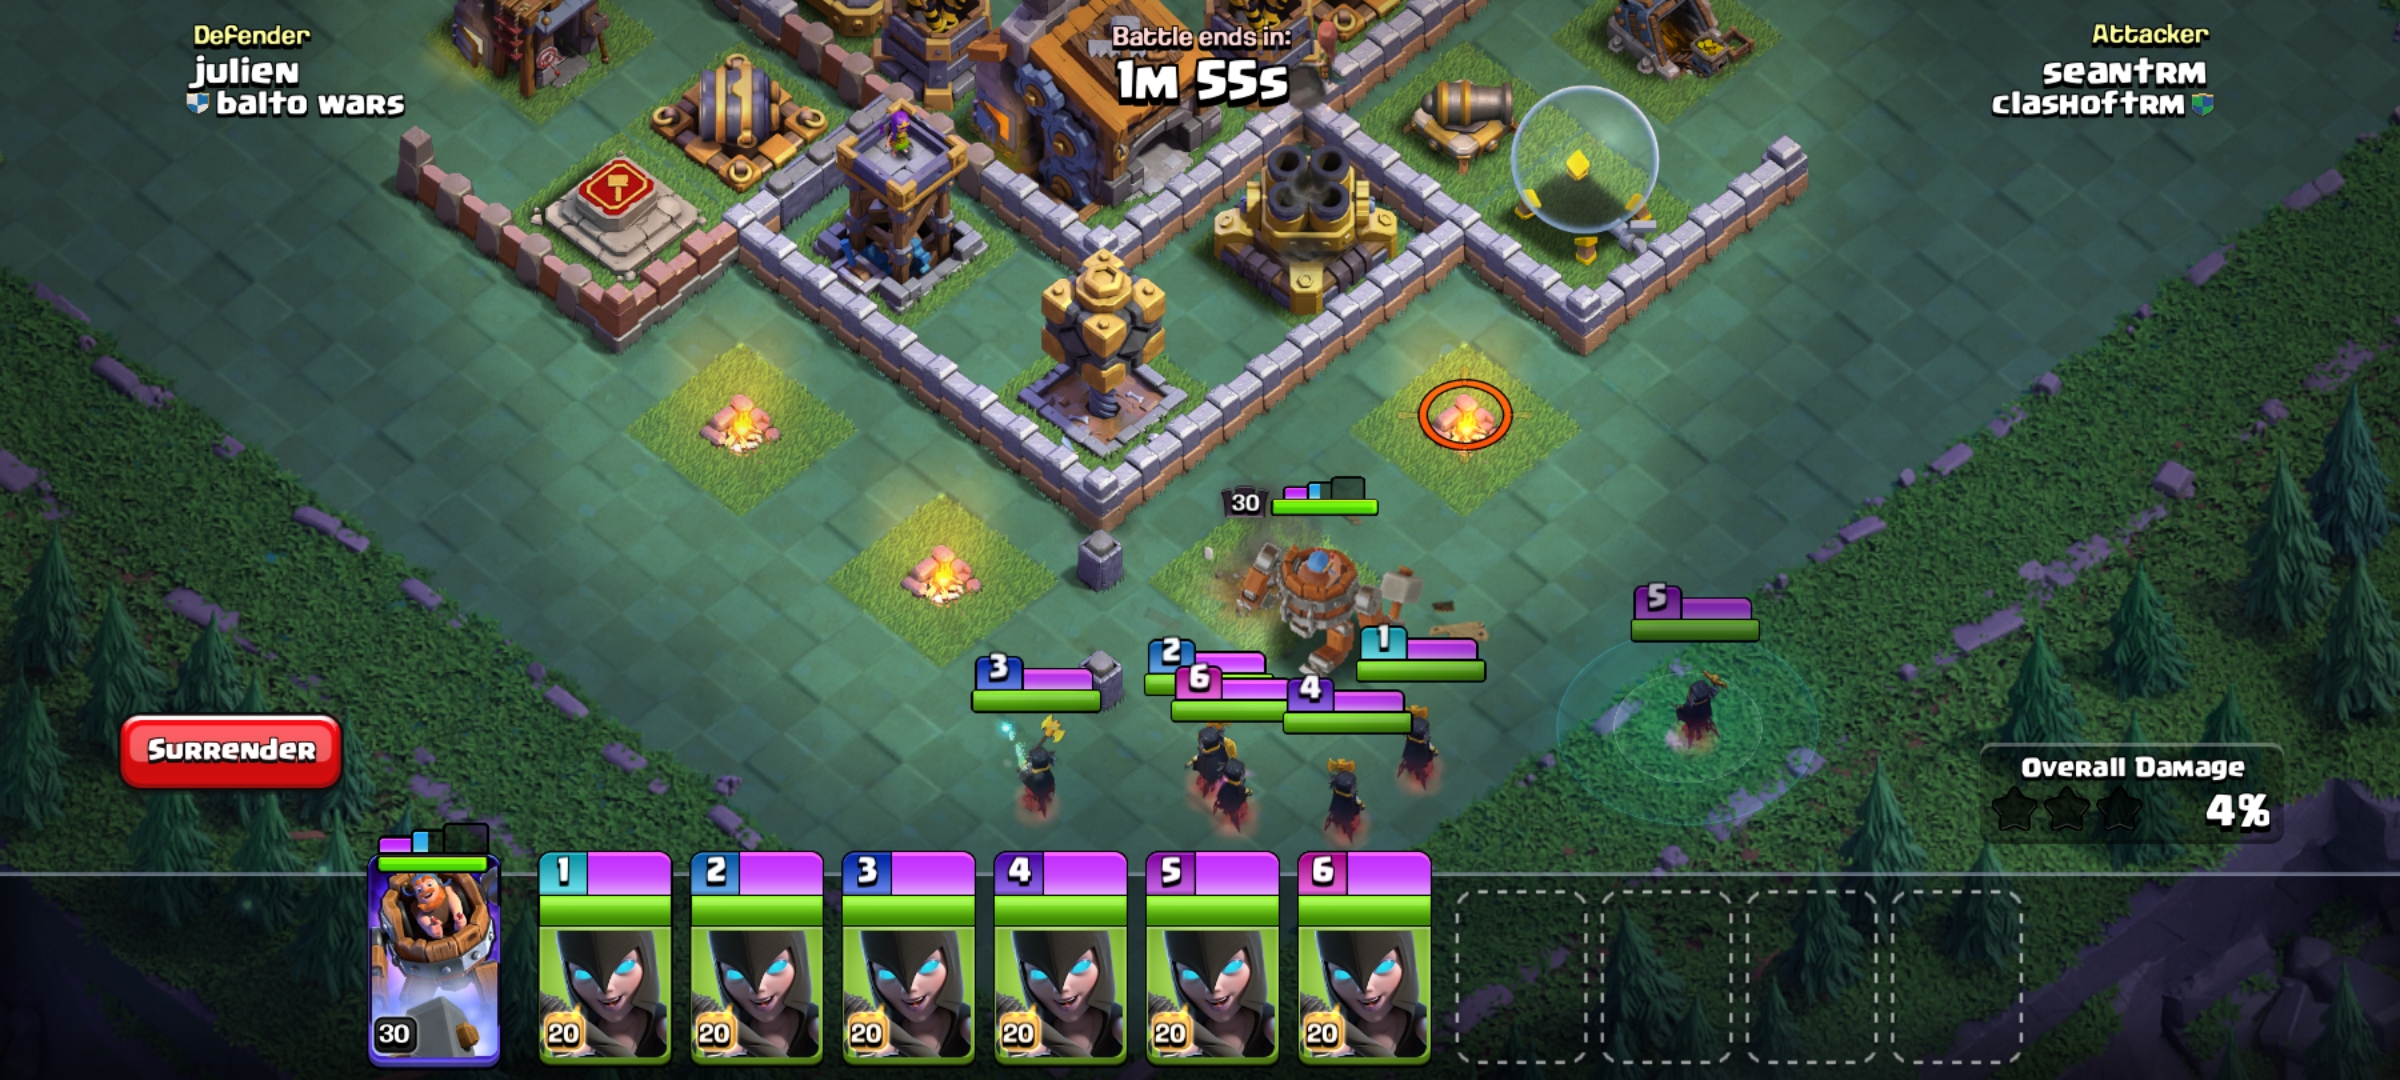 Defender
julien
balto wars
Battle ends in:
1M 55s
Attacker
seantRM
clashoftRM
30
5
3
2
6
4
1
Surrender
Overall Damage
4%
30
1
20
2
20
3
20
4
20
5
20
6
20